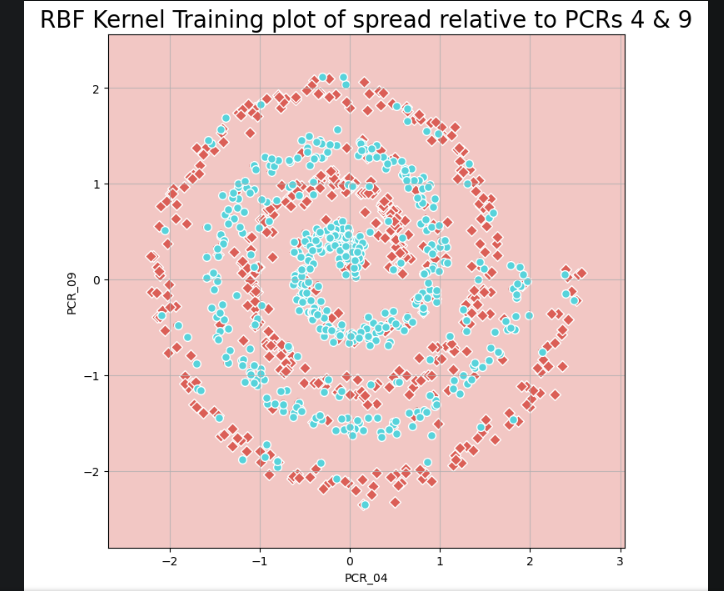 RBF Kernel Training plot of spread relative to PCRs 4 & 9
2
1
0
−1
−2
PCR_09
−2 −1 0 1 2 3
PCR_04